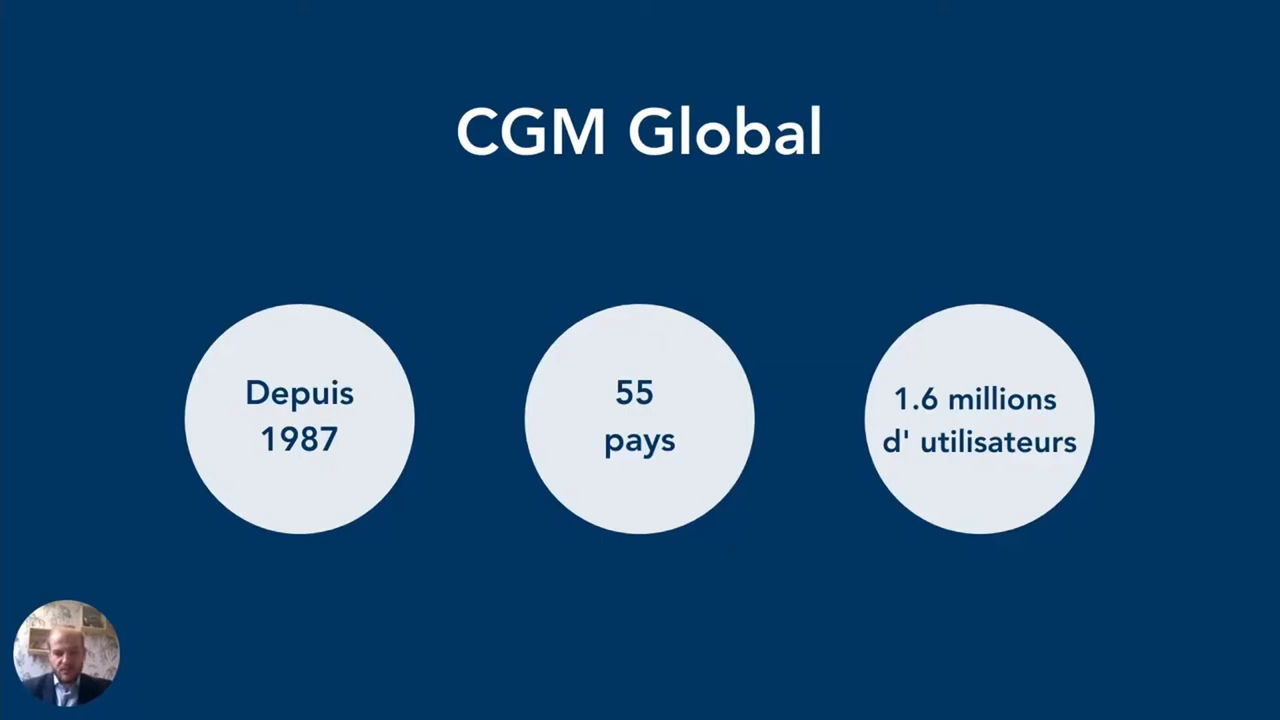 CGM Global
Depuis
1987
55
pays
1.6 millions
d' utilisateurs